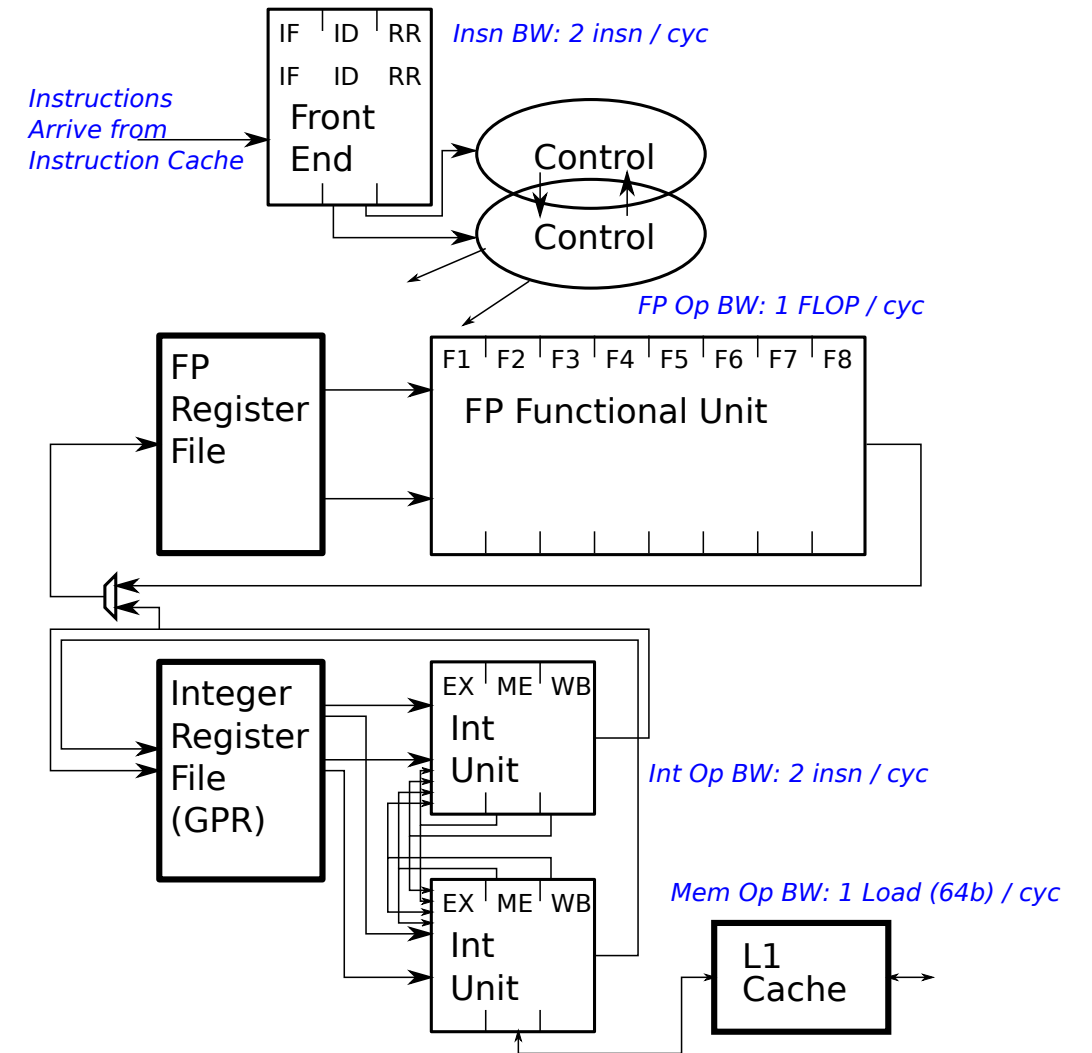 IF ID RR
Insn BW: 2 insn / cyc
IF ID RR
Instructions
Arrive from
Instruction Cache
Front
End
Control
Control
FP Op BW: 1 FLOP / cyc
FP
Register
File
F1 F2 F3 F4 F5 F6 F7 F8
FP Functional Unit
Integer
Register
File
(GPR)
EX ME WB
Int
Unit
Int Op BW: 2 insn / cyc
Mem Op BW: 1 Load (64b) / cyc
EX ME WB
Int
Unit
L1
Cache